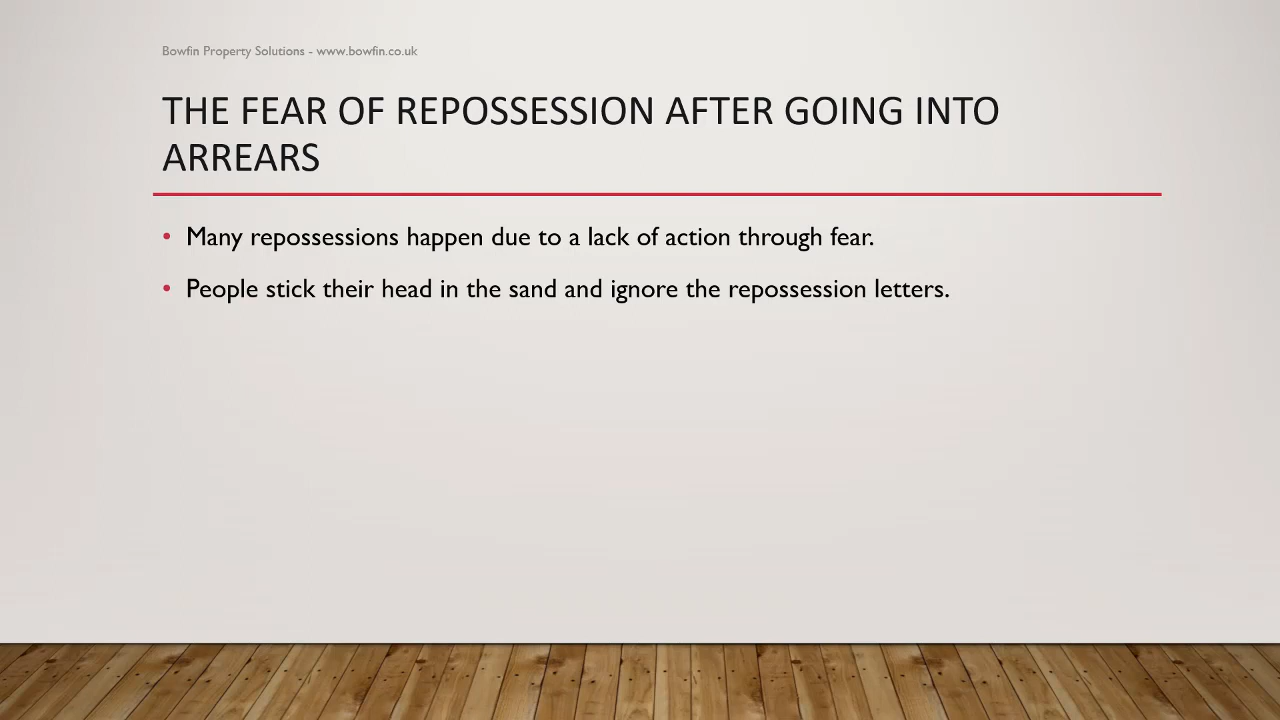 Bowfin Property Solutions - www.bowfin.co.uk
THE FEAR OF REPOSSESSION AFTER GOING INTO
ARREARS
• Many repossessions happen due to a lack of action through fear.
• People stick their head in the sand and ignore the repossession letters.